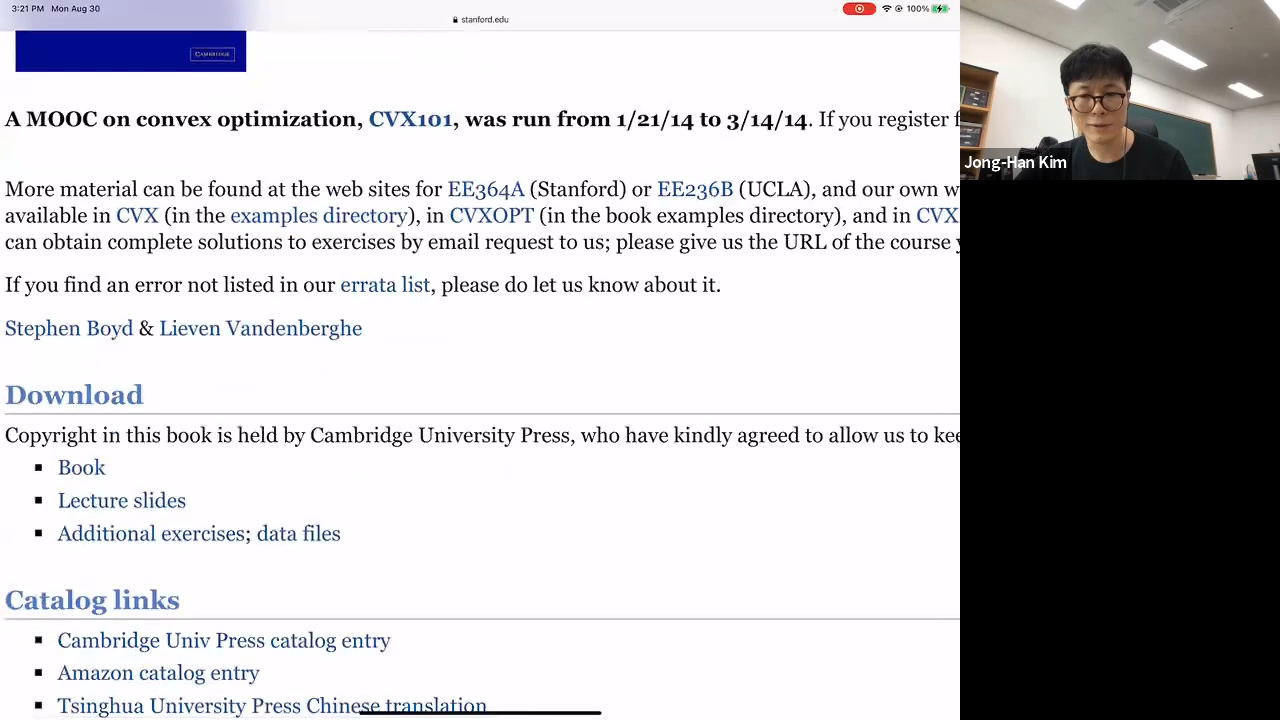 3:21 PM Mon Aug 30
100%
stanford.edu
CAMBRIDGE
A MOOC on convex optimization, CVX101, was run from 1/21/14 to 3/14/14. If you register f
Jong-Han Kim
More material can be found at the web sites for EE364A (Stanford) or EE236B (UCLA), and our own w
available in CVX (in the examples directory), in CVXOPT (in the book examples directory), and in CVX
can obtain complete solutions to exercises by email request to us; please give us the URL of the course y
If you find an error not listed in our errata list, please do let us know about it.
Stephen Boyd & Lieven Vandenberghe
Download
Copyright in this book is held by Cambridge University Press, who have kindly agreed to allow us to kee
Book
Lecture slides
Additional exercises; data files
Catalog links
Cambridge Univ Press catalog entry
Amazon catalog entry
Tsinghua University Press Chinese translation